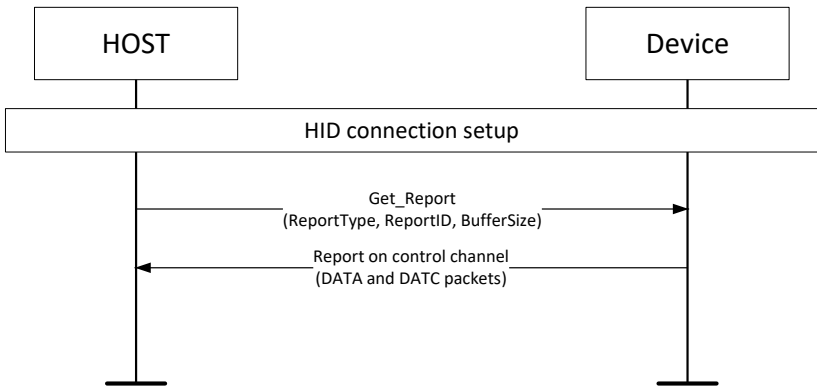 HOST
Device
HID connection setup
Get_Report
(ReportType, ReportID, BufferSize)
Report on control channel
(DATA and DATC packets)